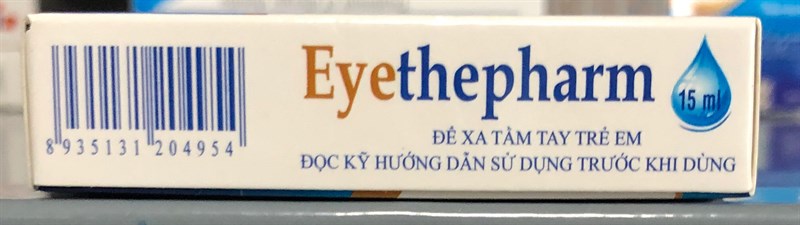 Eyethepharm
15 ml
ĐỂ XA TẦM TAY TRẺ EM
ĐỌC KỸ HƯỚNG DẪN SỬ DỤNG TRƯỚC KHI DÙNG
8 935131 204954